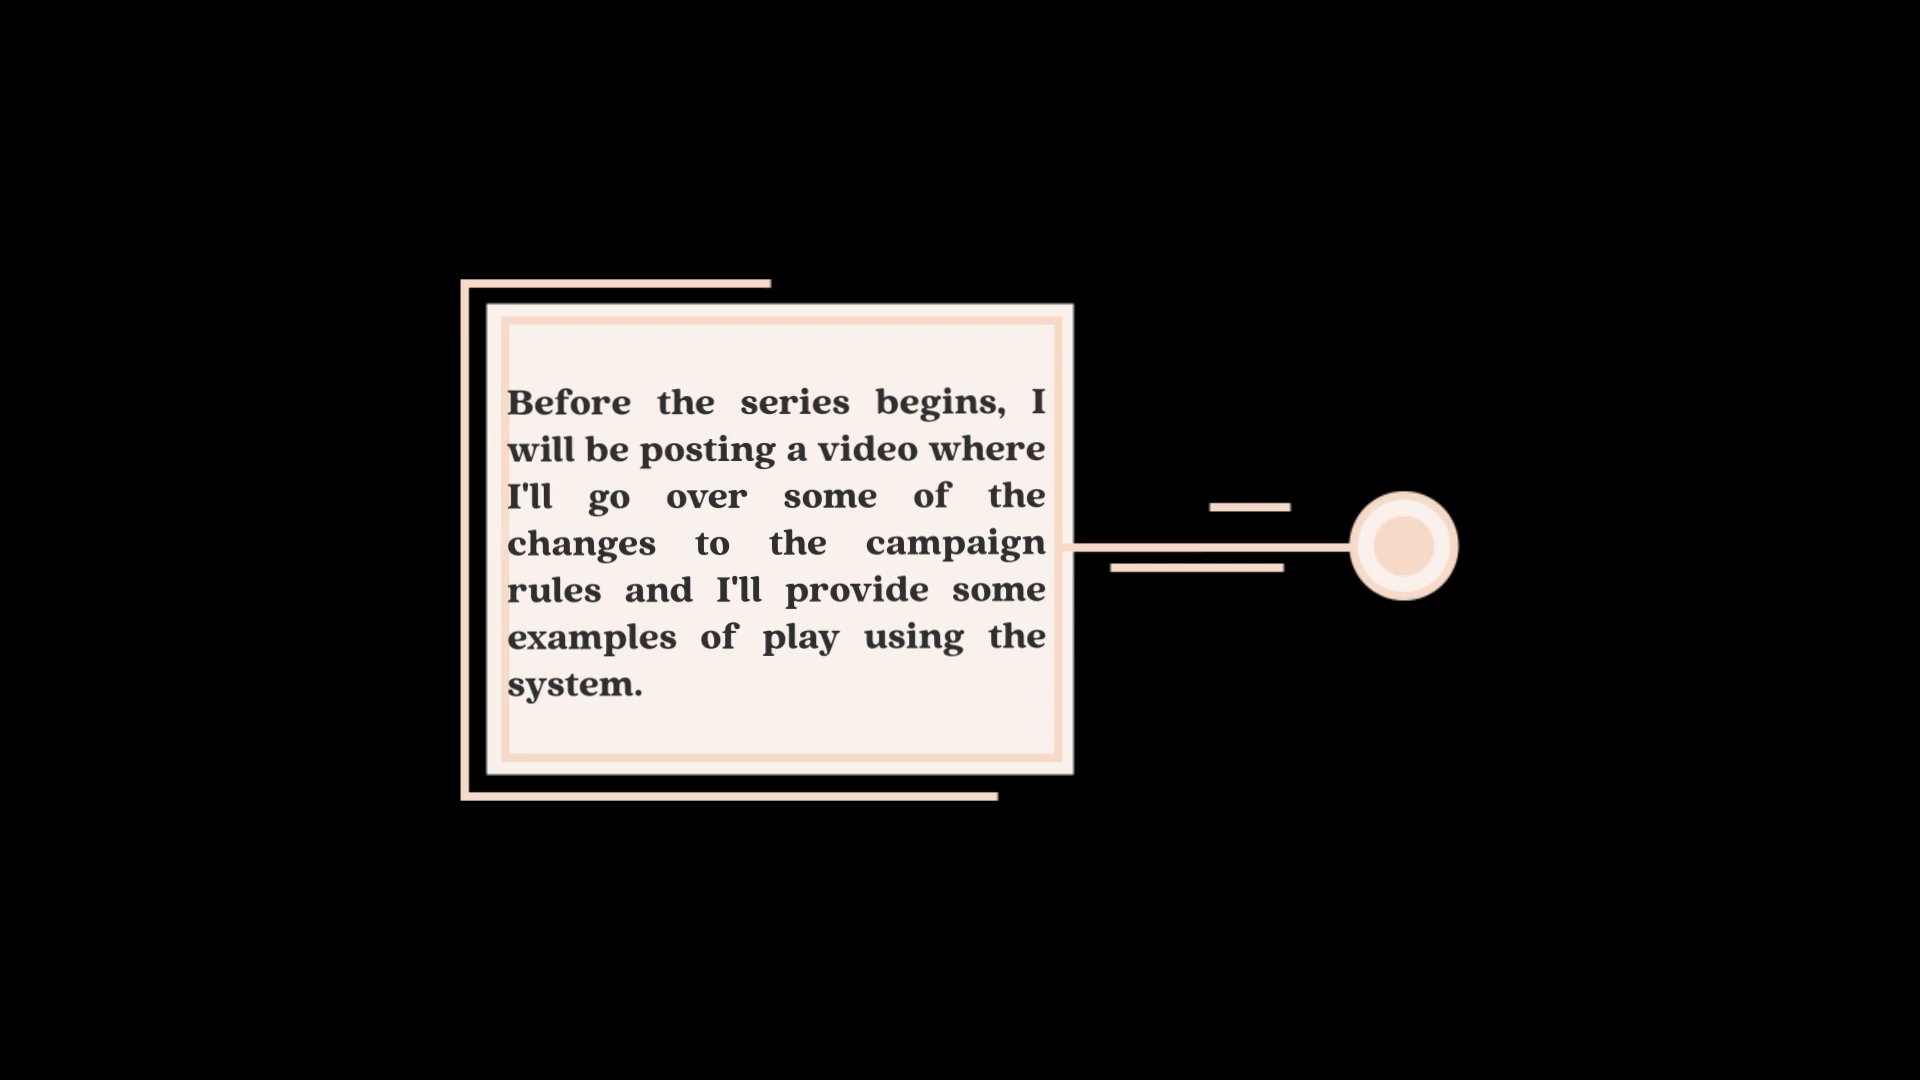 Before the series begins, I
will be posting a video where
I'll go over some of the
changes to the campaign
rules and I'll provide some
examples of play using the
system.